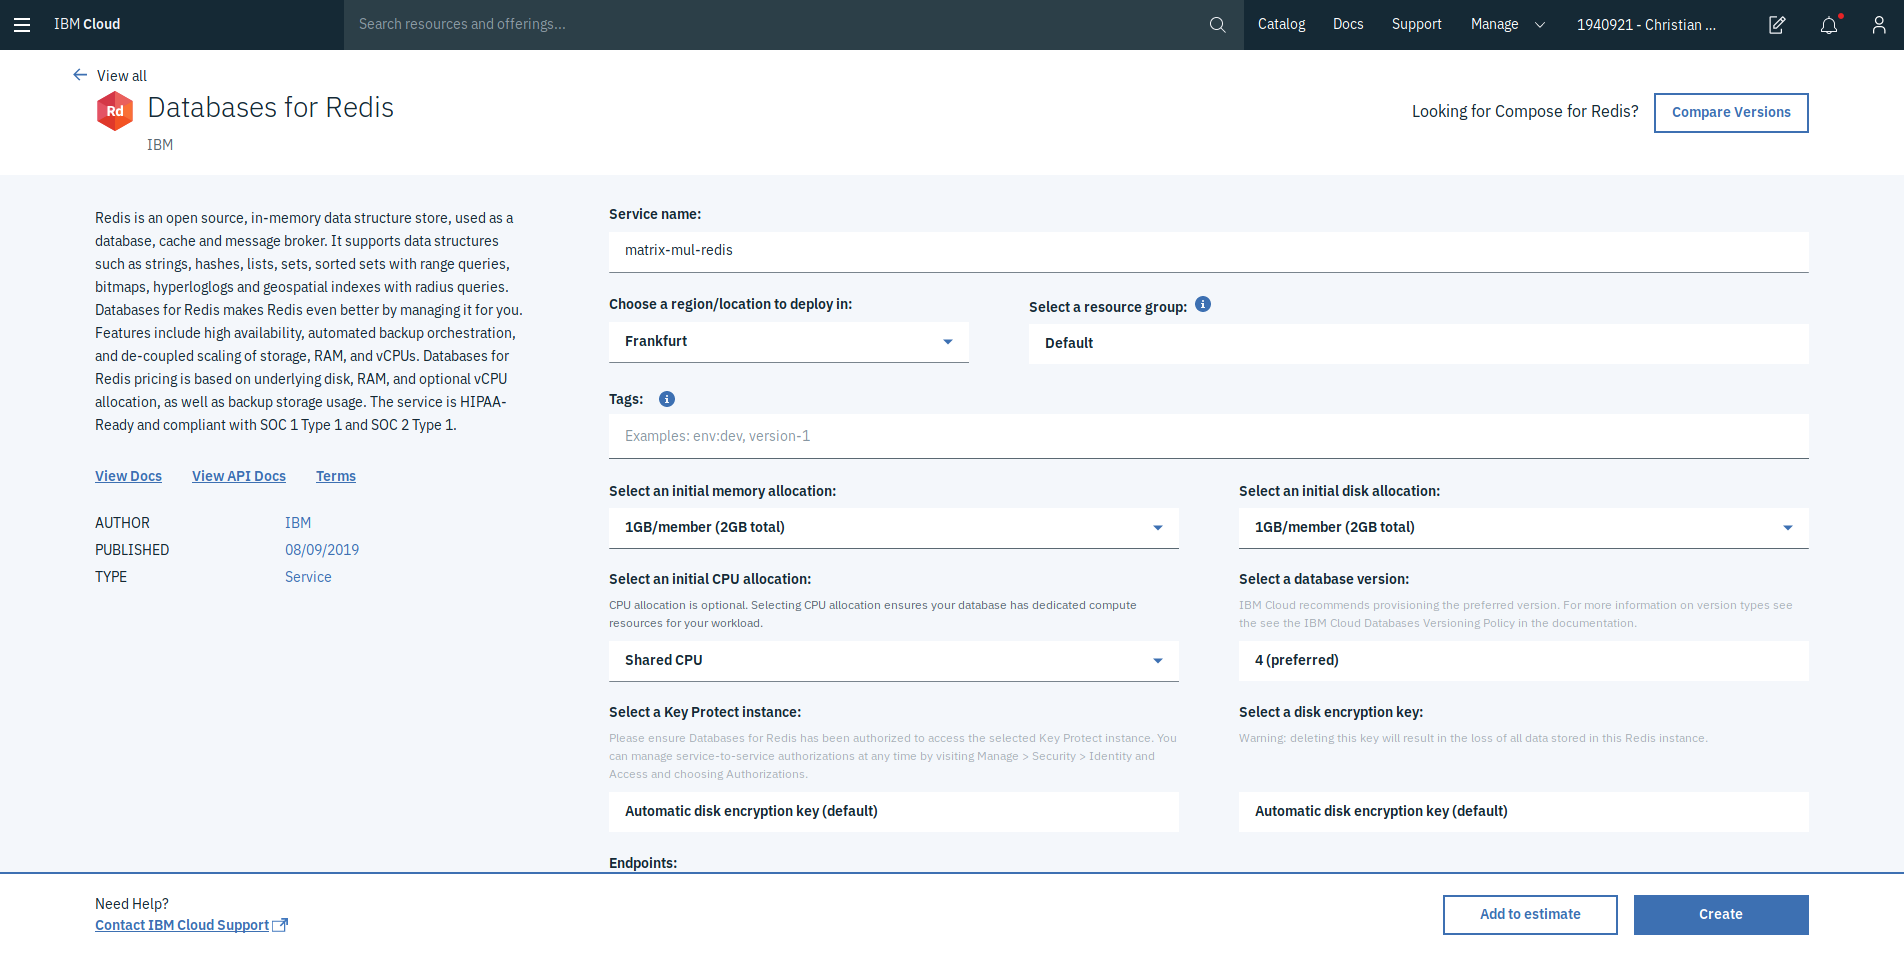 IBM Cloud
Search resources and offerings...
Catalog
Docs
Support
Manage
1940921 - Christian ...
View all
Rd
Databases for Redis
IBM
Looking for Compose for Redis?
Compare Versions
Redis is an open source, in-memory data structure store, used as a
database, cache and message broker. It supports data structures
such as strings, hashes, lists, sets, sorted sets with range queries,
bitmaps, hyperloglogs and geospatial indexes with radius queries.
Databases for Redis makes Redis even better by managing it for you.
Features include high availability, automated backup orchestration,
and de-coupled scaling of storage, RAM, and vCPUs. Databases for
Redis pricing is based on underlying disk, RAM, and optional vCPU
allocation, as well as backup storage usage. The service is HIPAA-
Ready and compliant with SOC 1 Type 1 and SOC 2 Type 1.
View Docs
View API Docs
Terms
AUTHOR
IBM
PUBLISHED
08/09/2019
TYPE
Service
Service name:
matrix-mul-redis
Choose a region/location to deploy in:
Frankfurt
Select a resource group:
Default
Tags:
Examples: env:dev, version-1
Select an initial memory allocation:
1GB/member (2GB total)
Select an initial disk allocation:
1GB/member (2GB total)
Select an initial CPU allocation:
CPU allocation is optional. Selecting CPU allocation ensures your database has dedicated compute
resources for your workload.
Shared CPU
Select a database version:
IBM Cloud recommends provisioning the preferred version. For more information on version types see
the see the IBM Cloud Databases Versioning Policy in the documentation.
4 (preferred)
Select a Key Protect instance:
Please ensure Databases for Redis has been authorized to access the selected Key Protect instance. You
can manage service-to-service authorizations at any time by visiting Manage > Security > Identity and
Access and choosing Authorizations.
Automatic disk encryption key (default)
Select a disk encryption key:
Warning: deleting this key will result in the loss of all data stored in this Redis instance.
Automatic disk encryption key (default)
Endpoints:
Need Help?
Contact IBM Cloud Support
Add to estimate
Create